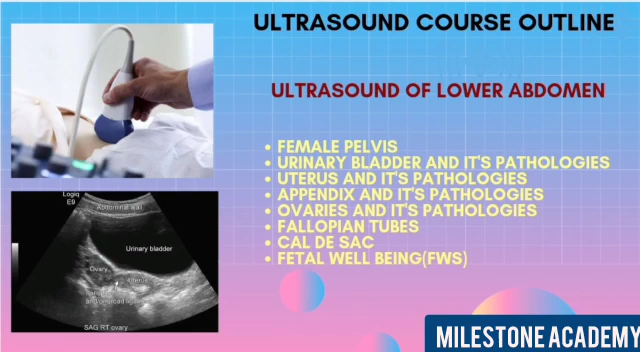 ULTRASOUND COURSE OUTLINE
ULTRASOUND OF LOWER ABDOMEN
• FEMALE PELVIS
• URINARY BLADDER AND IT'S PATHOLOGIES
• UTERUS AND IT'S PATHOLOGIES
• APPENDIX AND IT'S PATHOLOGIES
• OVARIES AND IT'S PATHOLOGIES
• FALLOPIAN TUBES
• CAL DE SAC
• FETAL WELL BEING(FWS)
Logiq
E9
Abdominal wall
Urinary bladder
Ovary
Uterus
SAG RT ovary
MILESTONE ACADEMY